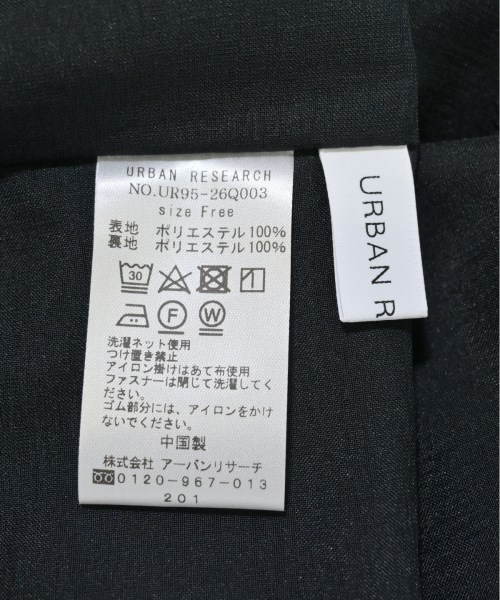 URBAN RESEARCH
NO.UR95-26Q003
size Free
表地 ポリエステル100%
裏地 ポリエステル100%
30
F W
洗濯ネット使用
つけ置き禁止
アイロン掛けはあて布使用
ファスナーは閉じて洗濯してく
ださい。
ゴム部分には、アイロンをかけ
ないでください。
中国製
株式会社 アーバンリサーチ
0120-967-013
201
URBAN R